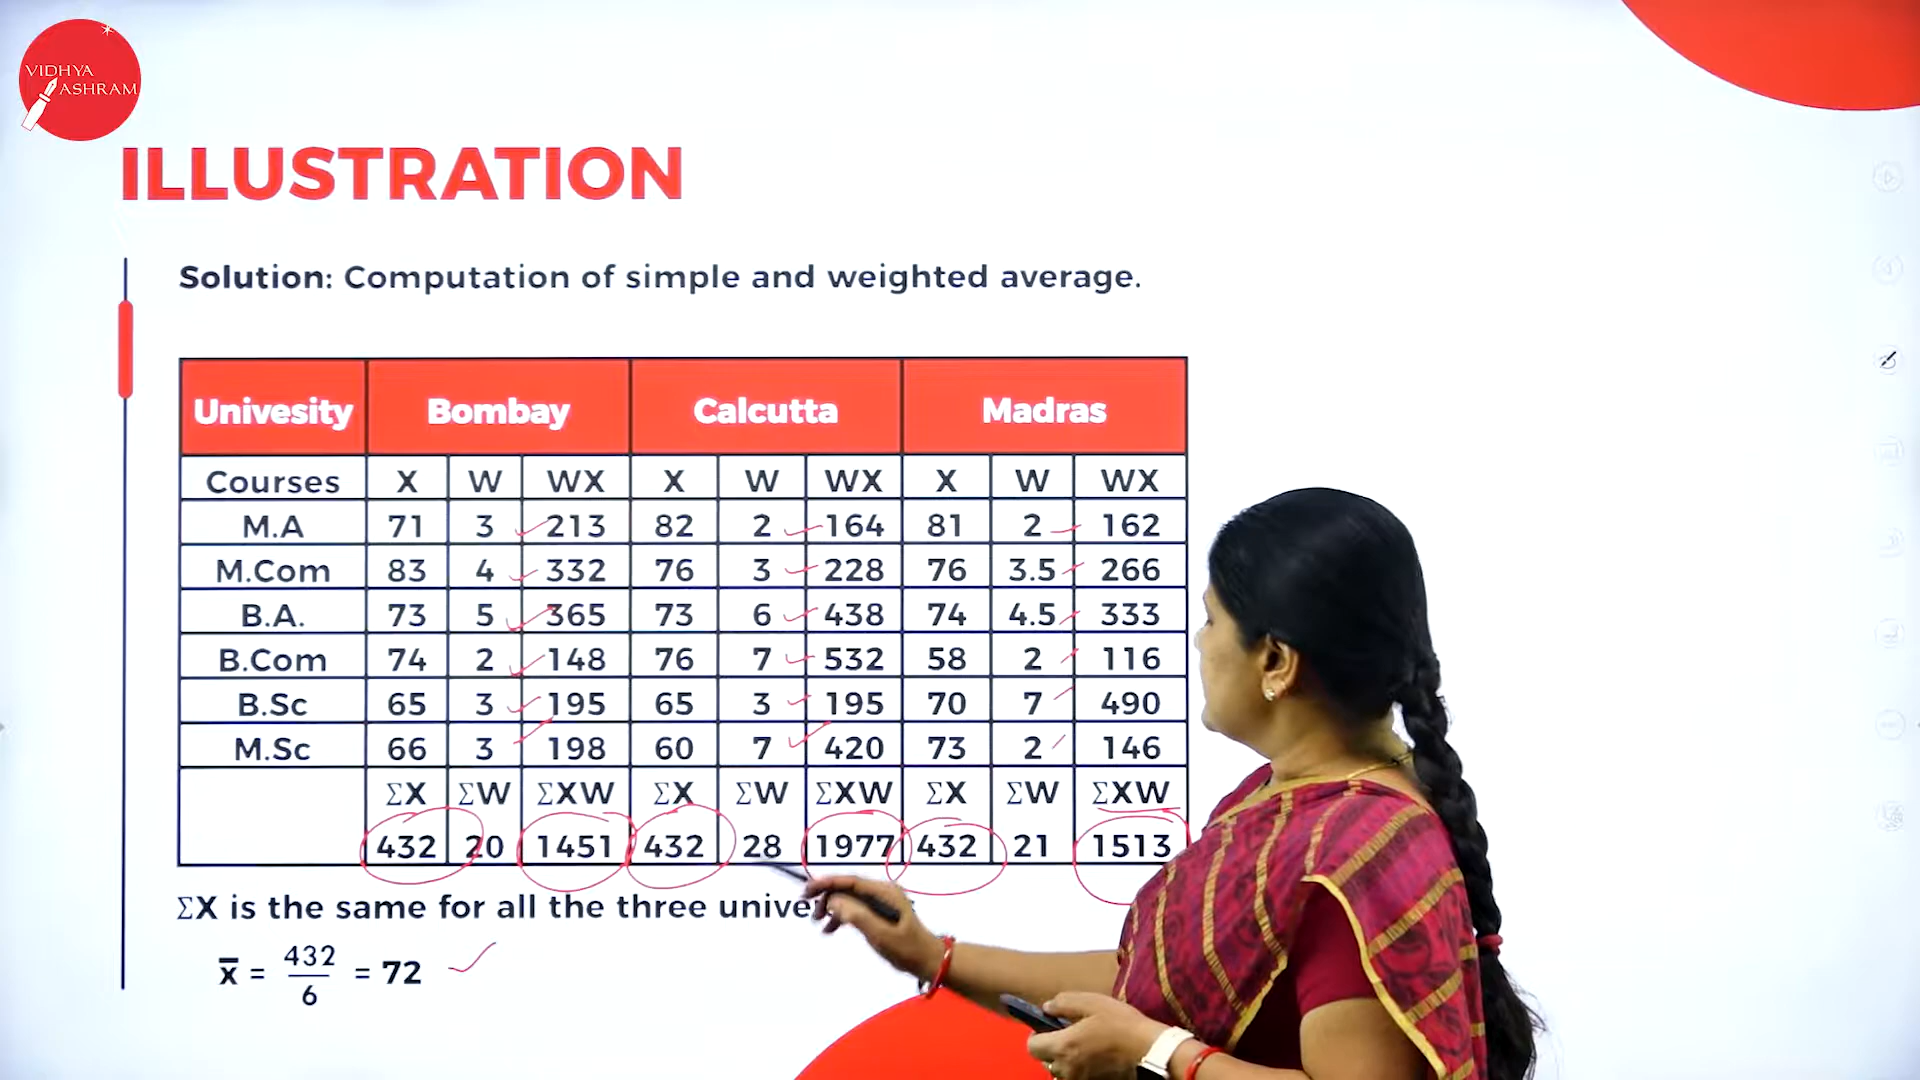 VIDHYA
ASHRAM
ILLUSTRATION
Solution: Computation of simple and weighted average.
Univesity Bombay Calcutta Madras
Courses X W WX X W WX X W WX
M.A 71 3 213 82 2 164 81 2 162
M.Com 83 4 332 76 3 228 76 3.5 266
B.A. 73 5 365 73 6 438 74 4.5 333
B.Com 74 2 148 76 7 532 58 2 116
B.Sc 65 3 195 65 3 195 70 7 490
M.Sc 66 3 198 60 7 420 73 2 146
ΣX ΣW ΣXW ΣX ΣW ΣXW ΣX ΣW ΣXW
432 20 1451 432 28 1977 432 21 1513
ΣX is the same for all the three
x̄ = 432/6 = 72